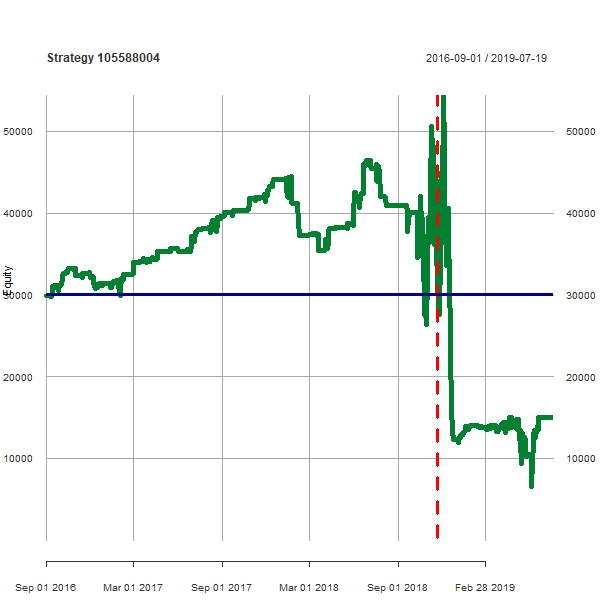 Strategy 105588004
2016-09-01 / 2019-07-19
50000
50000
40000
40000
Equity
30000
30000
20000
20000
10000
10000
Sep 01 2016
Mar 01 2017
Sep 01 2017
Mar 01 2018
Sep 01 2018
Feb 28 2019